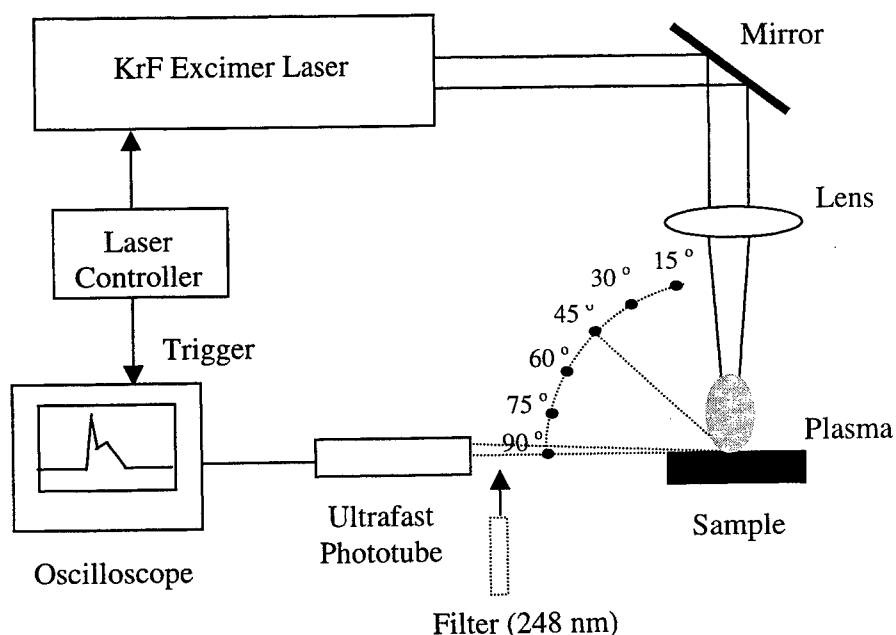 Mirror
KrF Excimer Laser
Lens
Laser
Controller
15 º
30 º
45 º
60 º
75 º
90 º
Trigger
Plasma
Ultrafast
Phototube
Sample
Oscilloscope
Filter (248 nm)